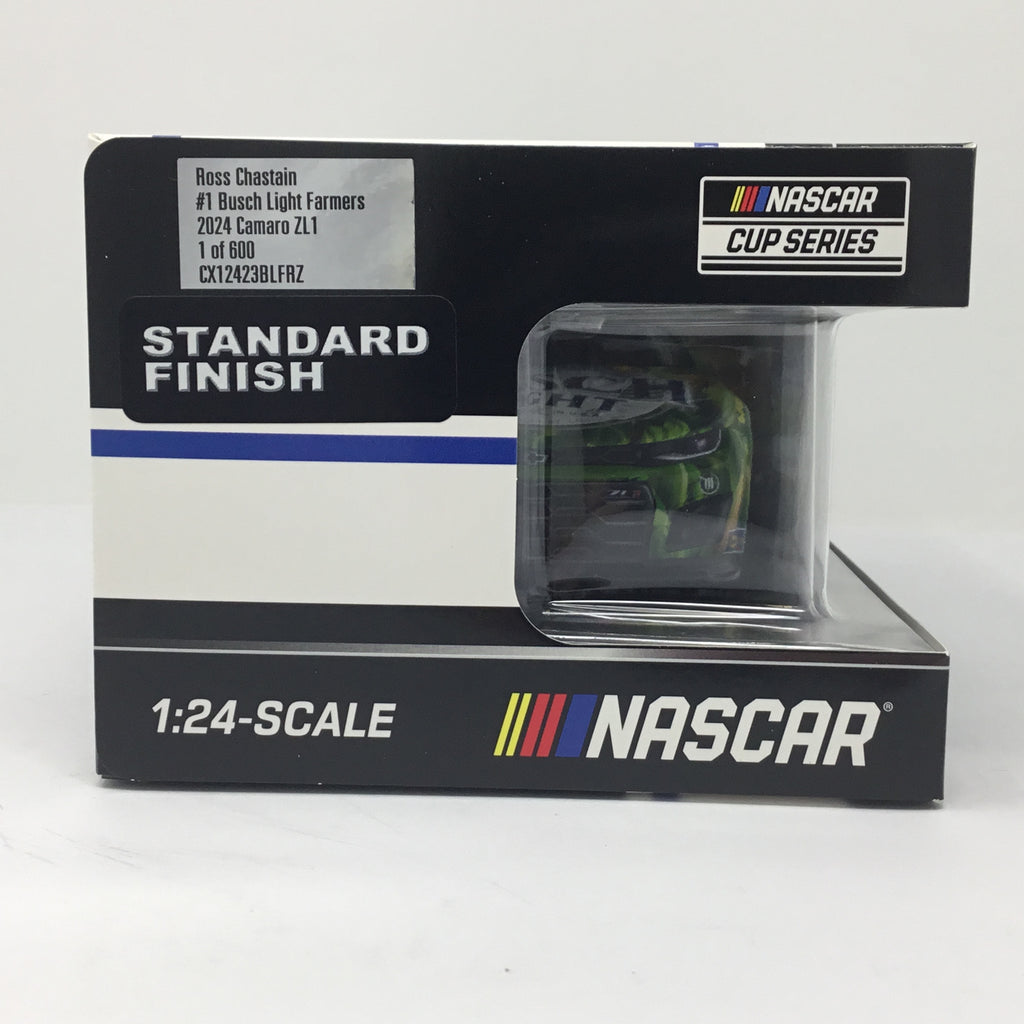 Ross Chastain
#1 Busch Light Farmers
2024 Camaro ZL1
1 of 600
CX12423BLFRZ
NASCAR
CUP SERIES
STANDARD
FINISH
ZL1
1:24-SCALE
NASCAR®